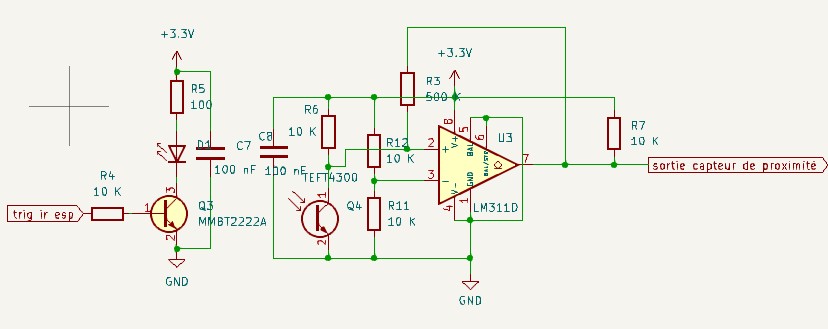 +3.3V
R5
100
D1
C7
100 nF
R4
10 K
trig ir esp
1
3
2
Q3
MMBT2222A
GND
C8
100 nF
R6
10 K
TEFT4300
1
2
Q4
R12
10 K
R11
10 K
R3
500 K
+3.3V
8
5
6
V+
BAL
BAL/STRB
U3
2
+
3
-
7
V-
GND
4
1
LM311D
GND
R7
10 K
sortie capteur de proximité